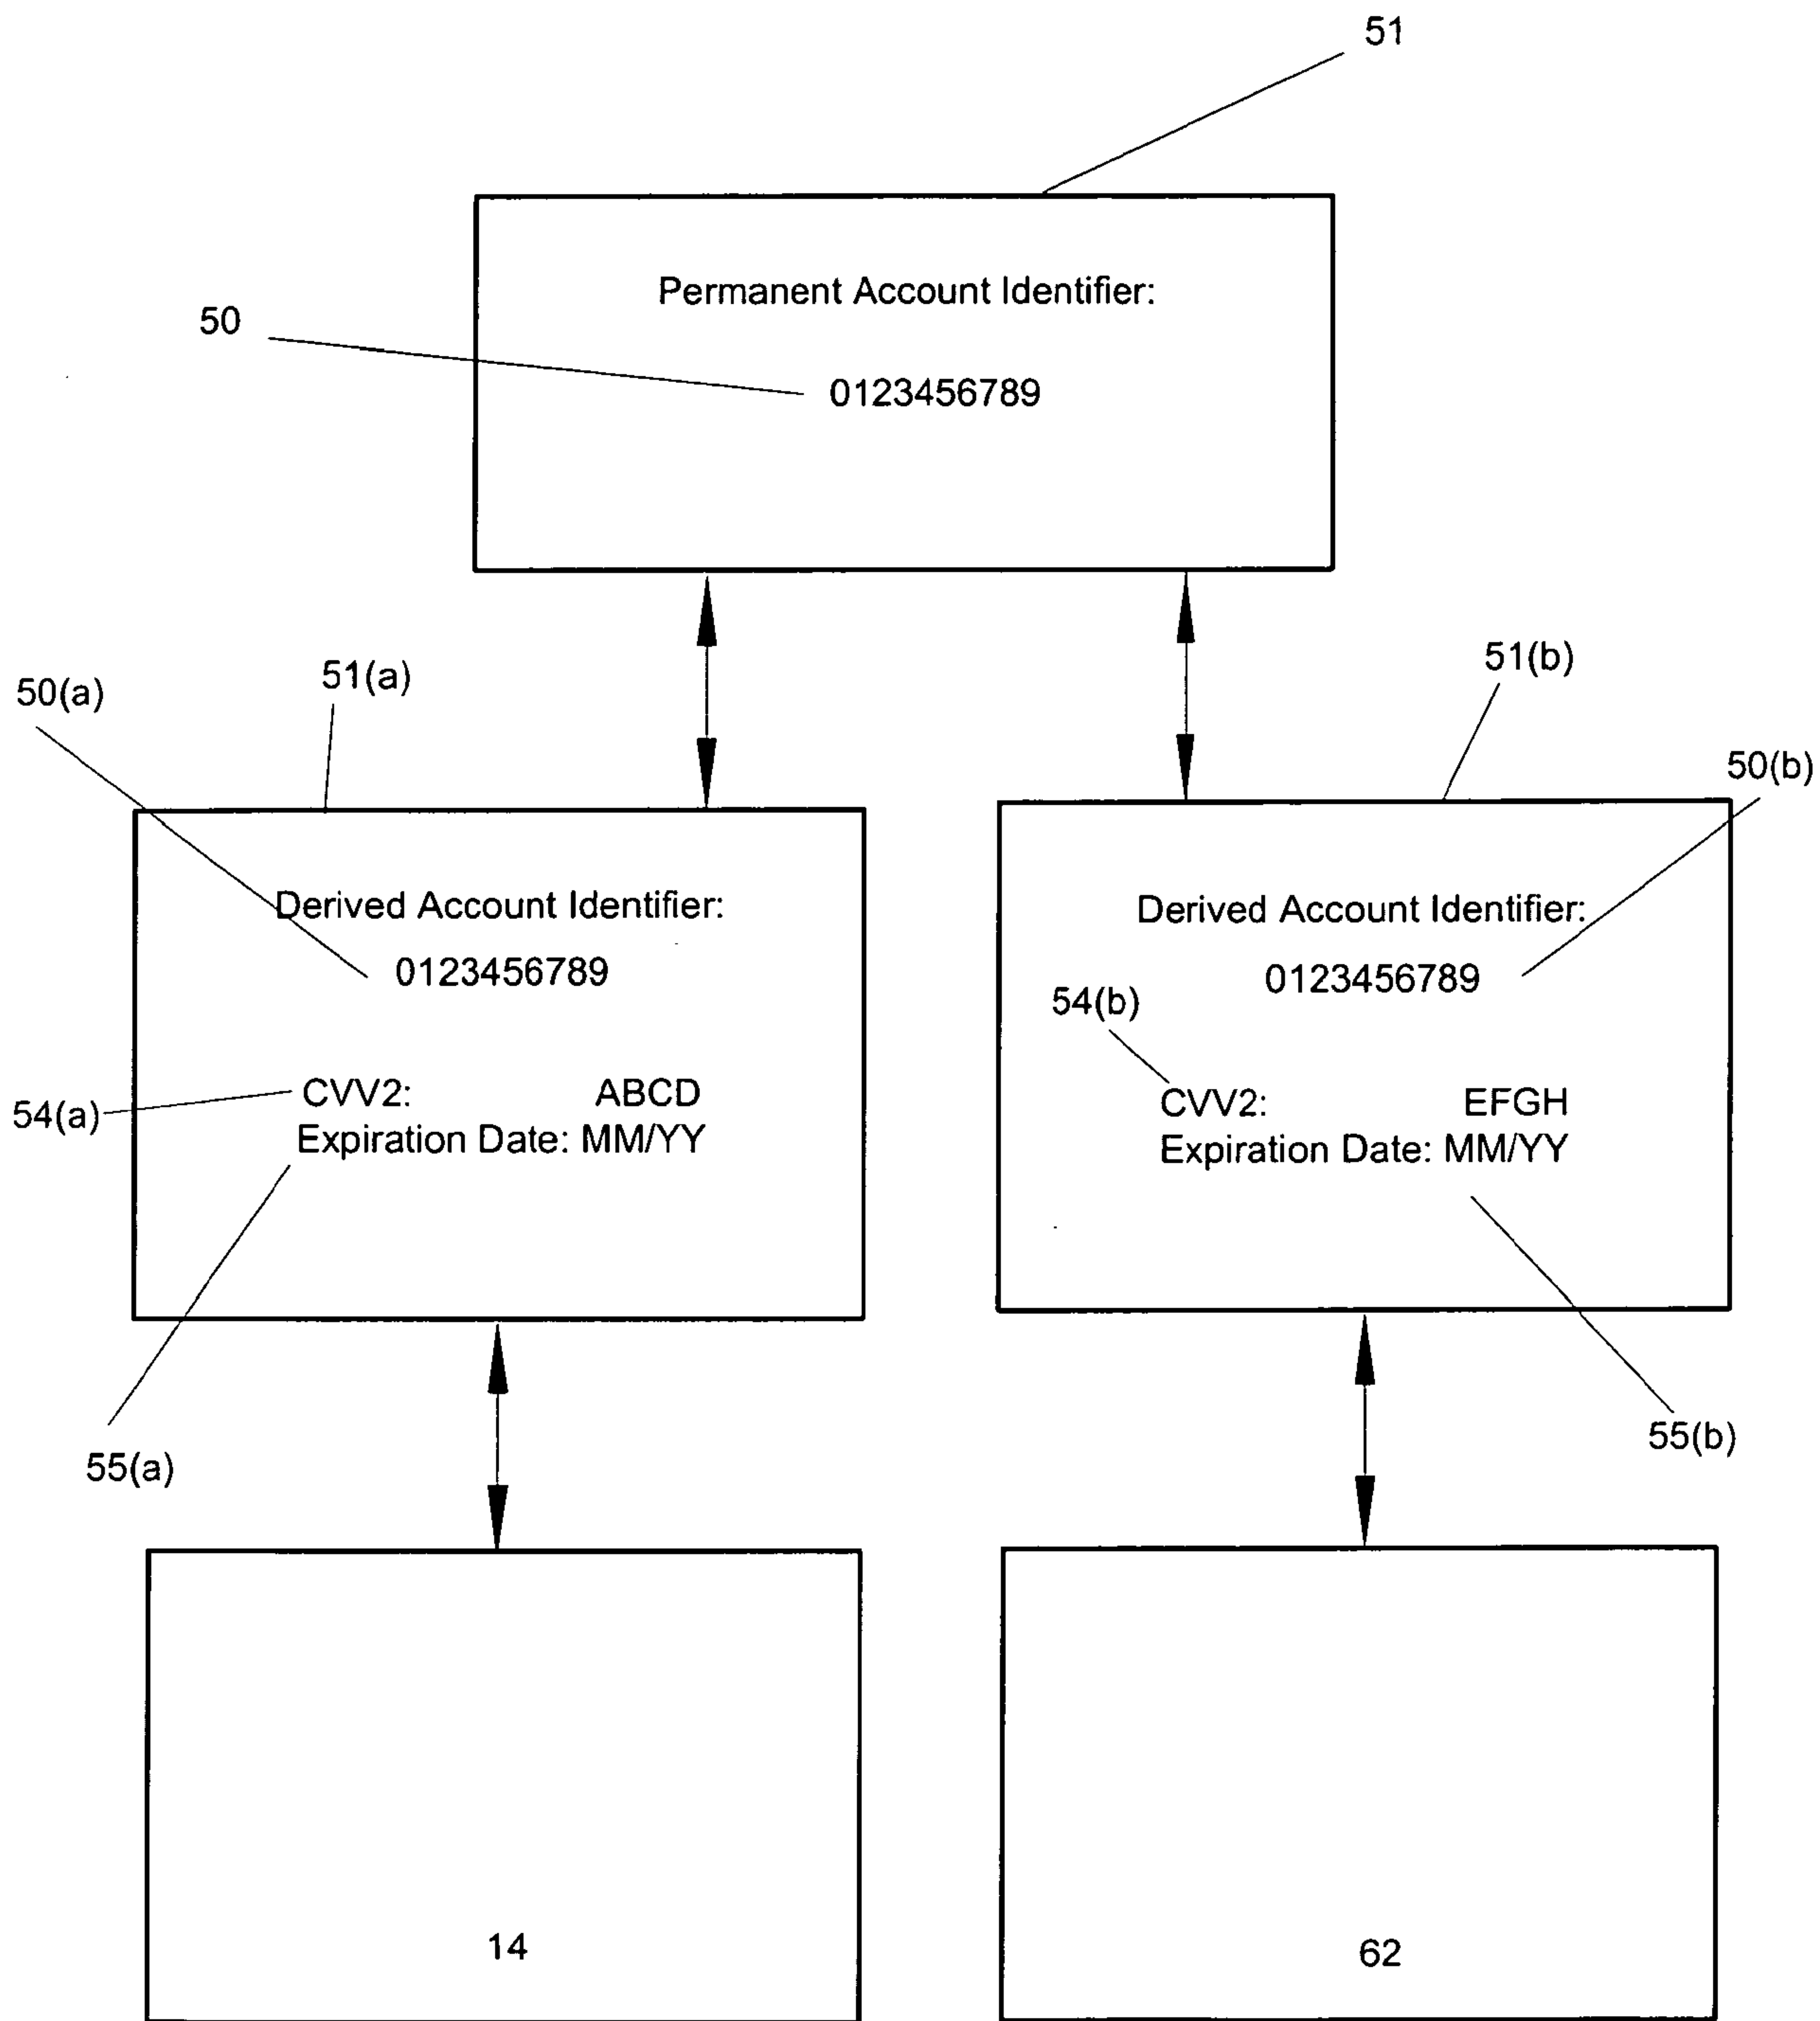 51
Permanent Account Identifier:
50
0123456789
51(a)
51(b)
50(a)
50(b)
Derived Account Identifier:
0123456789
54(a)
CVV2: ABCD
Expiration Date: MM/YY
55(a)
Derived Account Identifier:
0123456789
54(b)
CVV2: EFGH
Expiration Date: MM/YY
55(b)
14
62